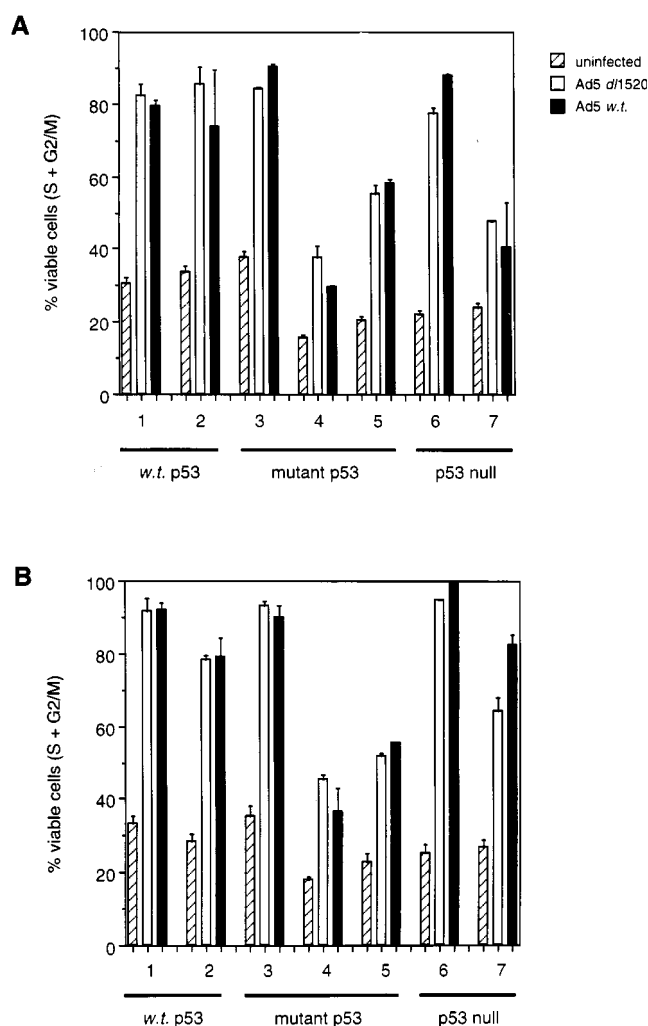 A
% viable cells (S + G2/M)
100
80
60
40
20
0
1 2 3 4 5 6 7
w.t. p53 mutant p53 p53 null
uninfected
Ad5 dl1520
Ad5 w.t.
B
% viable cells (S + G2/M)
100
80
60
40
20
0
1 2 3 4 5 6 7
w.t. p53 mutant p53 p53 null